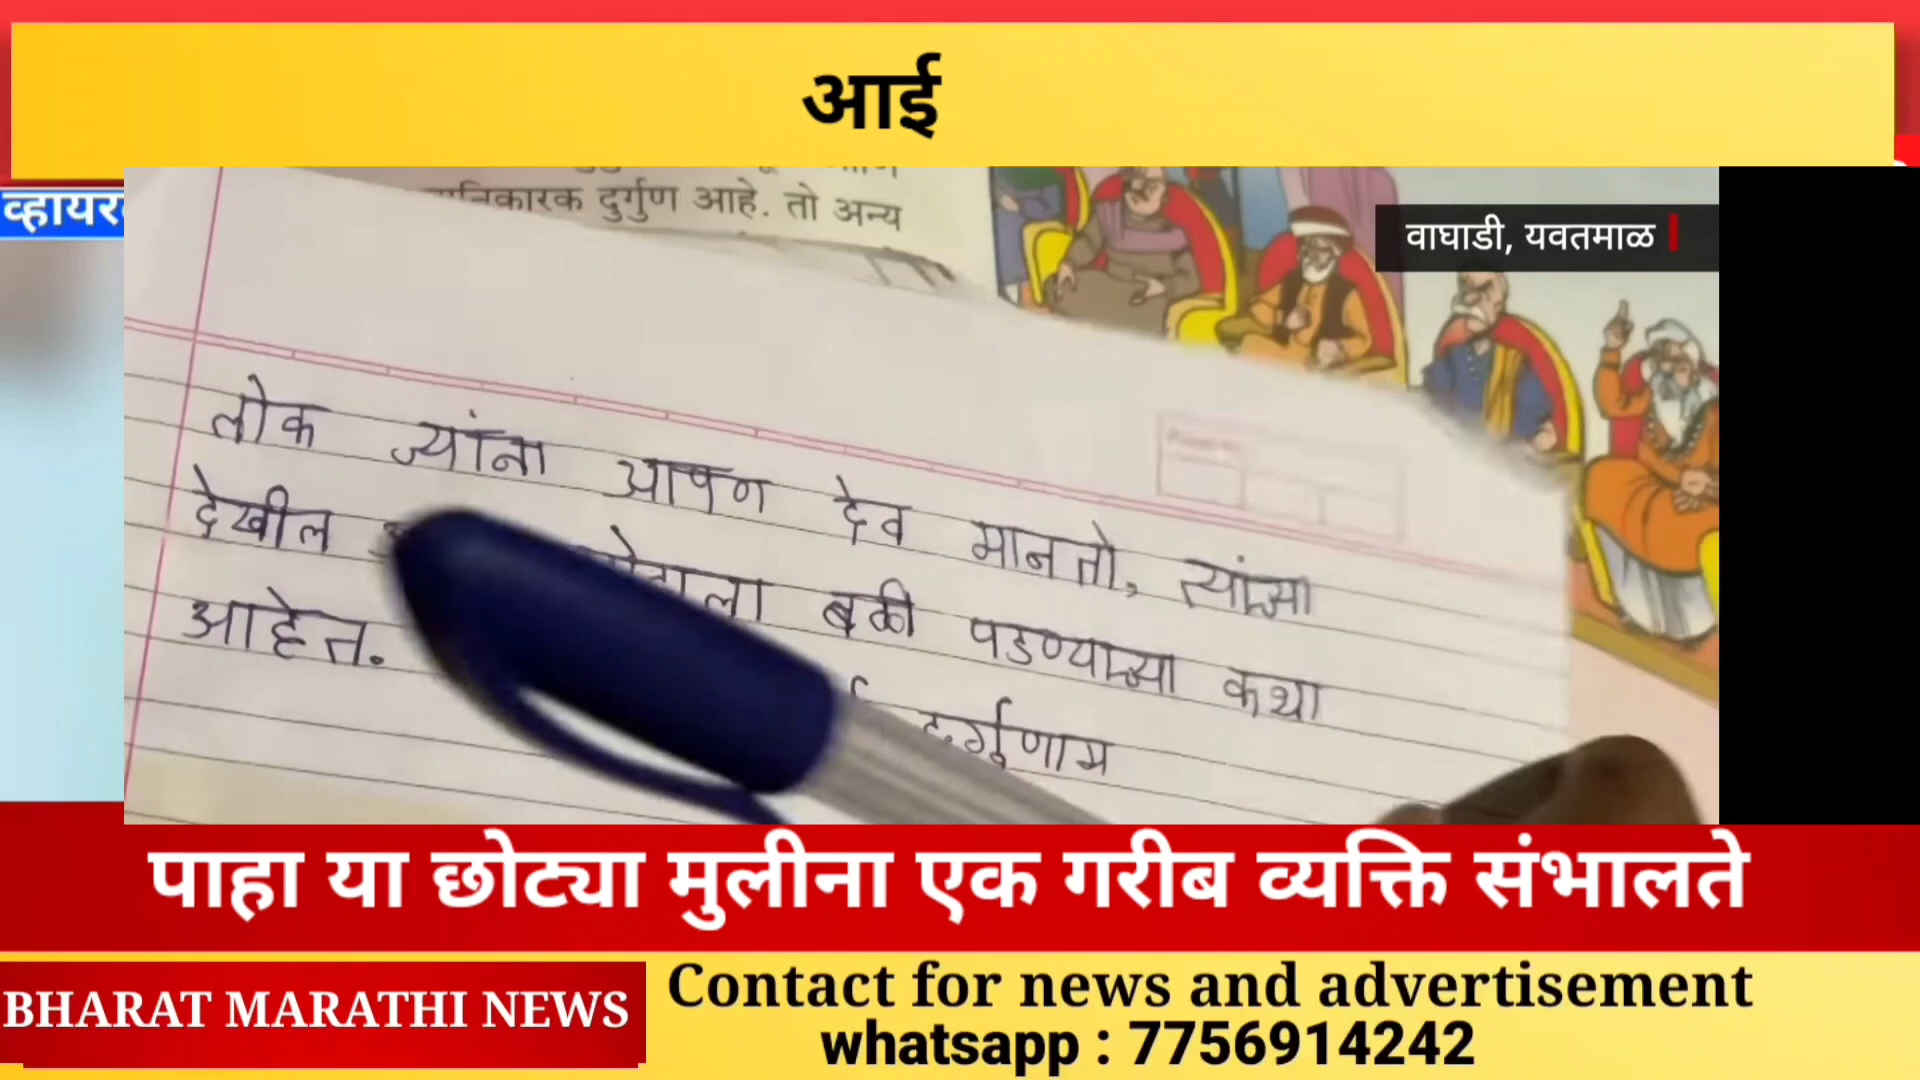 आई
व्हायर
दुर्गुण आहे. तो अन्य
वाघाडी, यवतमाळ
लोक ज्यांना आपण देव मानतो, त्यांच्या
देखील बळी पडण्याच्या कथा
आहेत. दुर्गुणाम
पाहा या छोट्या मुलीना एक गरीब व्यक्ति संभालते
BHARAT MARATHI NEWS
Contact for news and advertisement
whatsapp : 7756914242